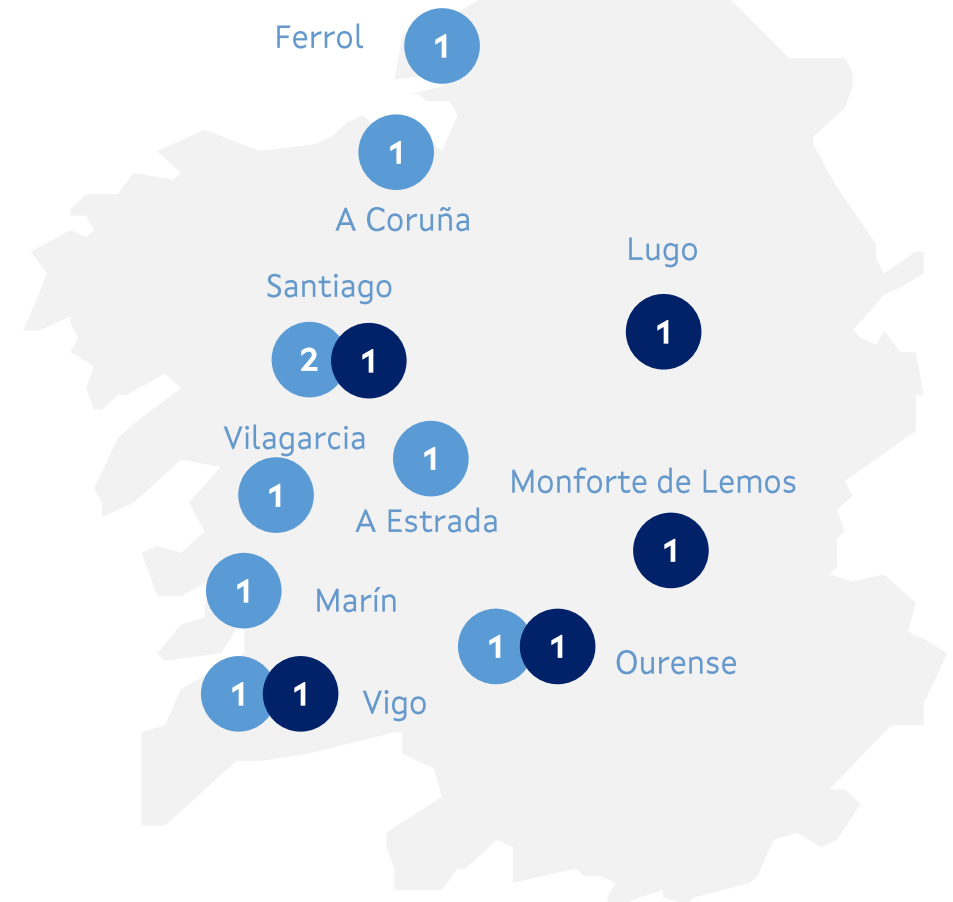 Ferrol
1
1
A Coruña
Lugo
1
Santiago
2 1
Vilagarcia
1
1
A Estrada
Monforte de Lemos
1
1
Marín
1 1
Ourense
1 1
Vigo